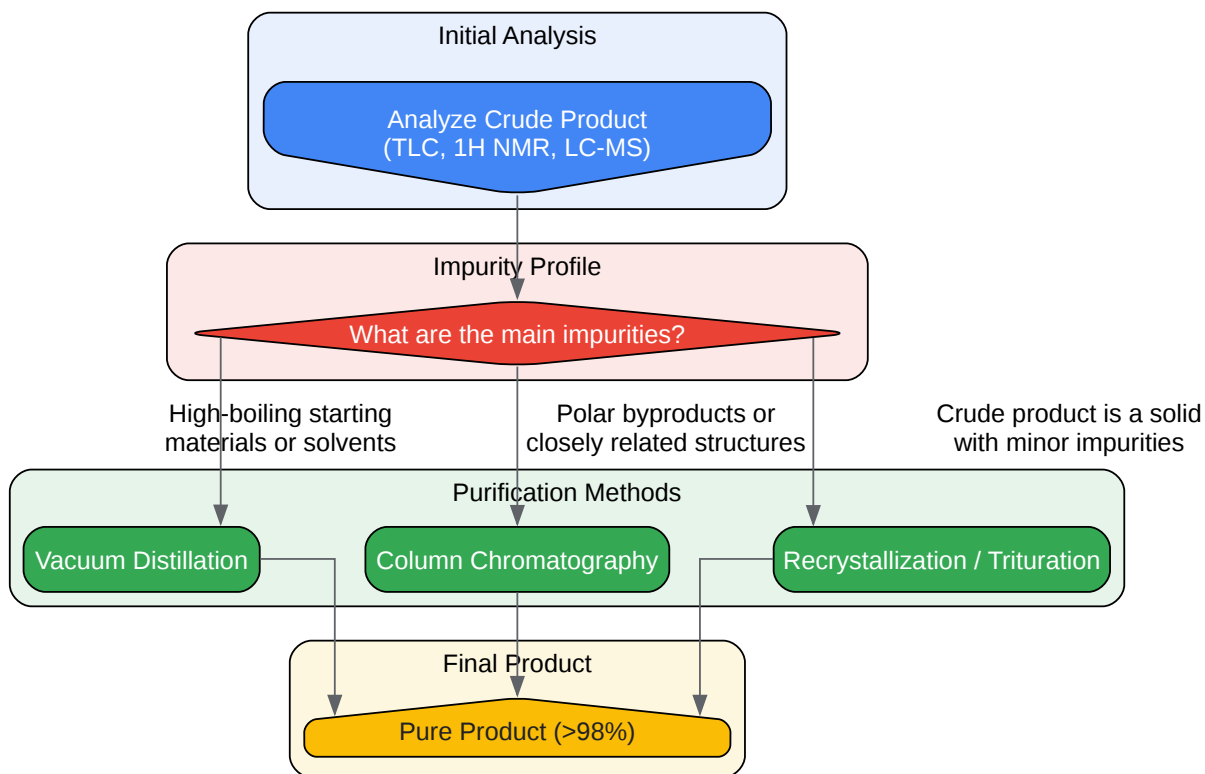 Initial Analysis
Analyze Crude Product
(TLC, 1H NMR, LC-MS)
Impurity Profile
What are the main impurities?
High-boiling starting
materials or solvents
Polar byproducts or
closely related structures
Crude product is a solid
with minor impurities
Purification Methods
Vacuum Distillation
Column Chromatography
Recrystallization / Trituration
Final Product
Pure Product (>98%)